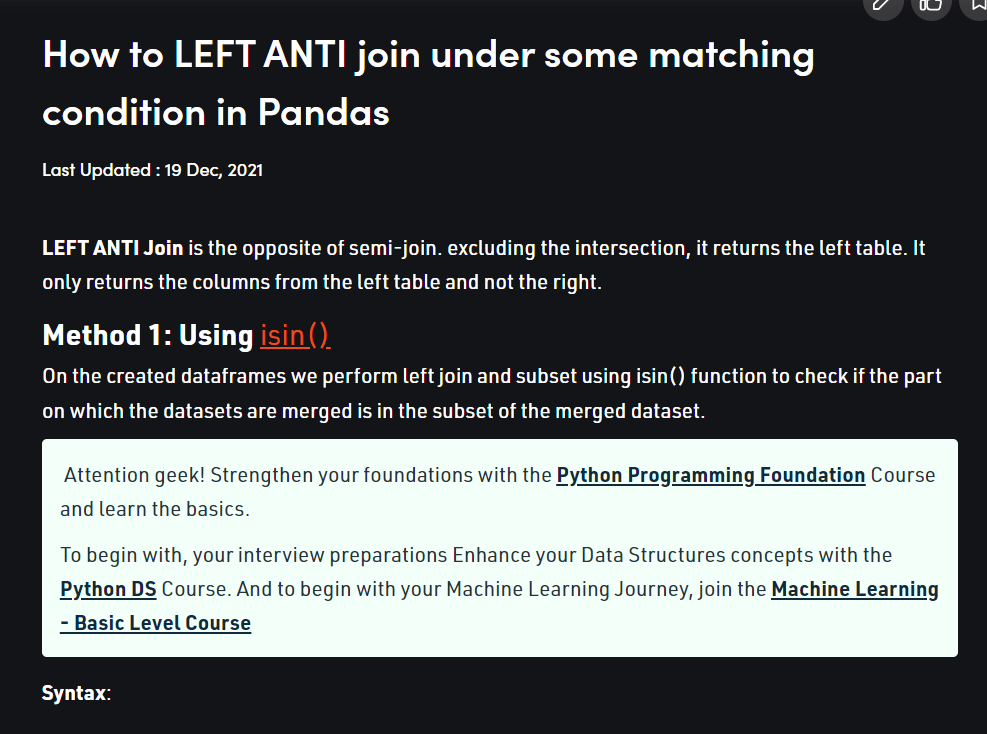 How to LEFT ANTI join under some matching
condition in Pandas
Last Updated : 19 Dec, 2021
LEFT ANTI Join is the opposite of semi-join. excluding the intersection, it returns the left table. It
only returns the columns from the left table and not the right.
Method 1: Using isin()
On the created dataframes we perform left join and subset using isin() function to check if the part
on which the datasets are merged is in the subset of the merged dataset.
Attention geek! Strengthen your foundations with the Python Programming Foundation Course
and learn the basics.
To begin with, your interview preparations Enhance your Data Structures concepts with the
Python DS Course. And to begin with your Machine Learning Journey, join the Machine Learning
- Basic Level Course
Syntax: